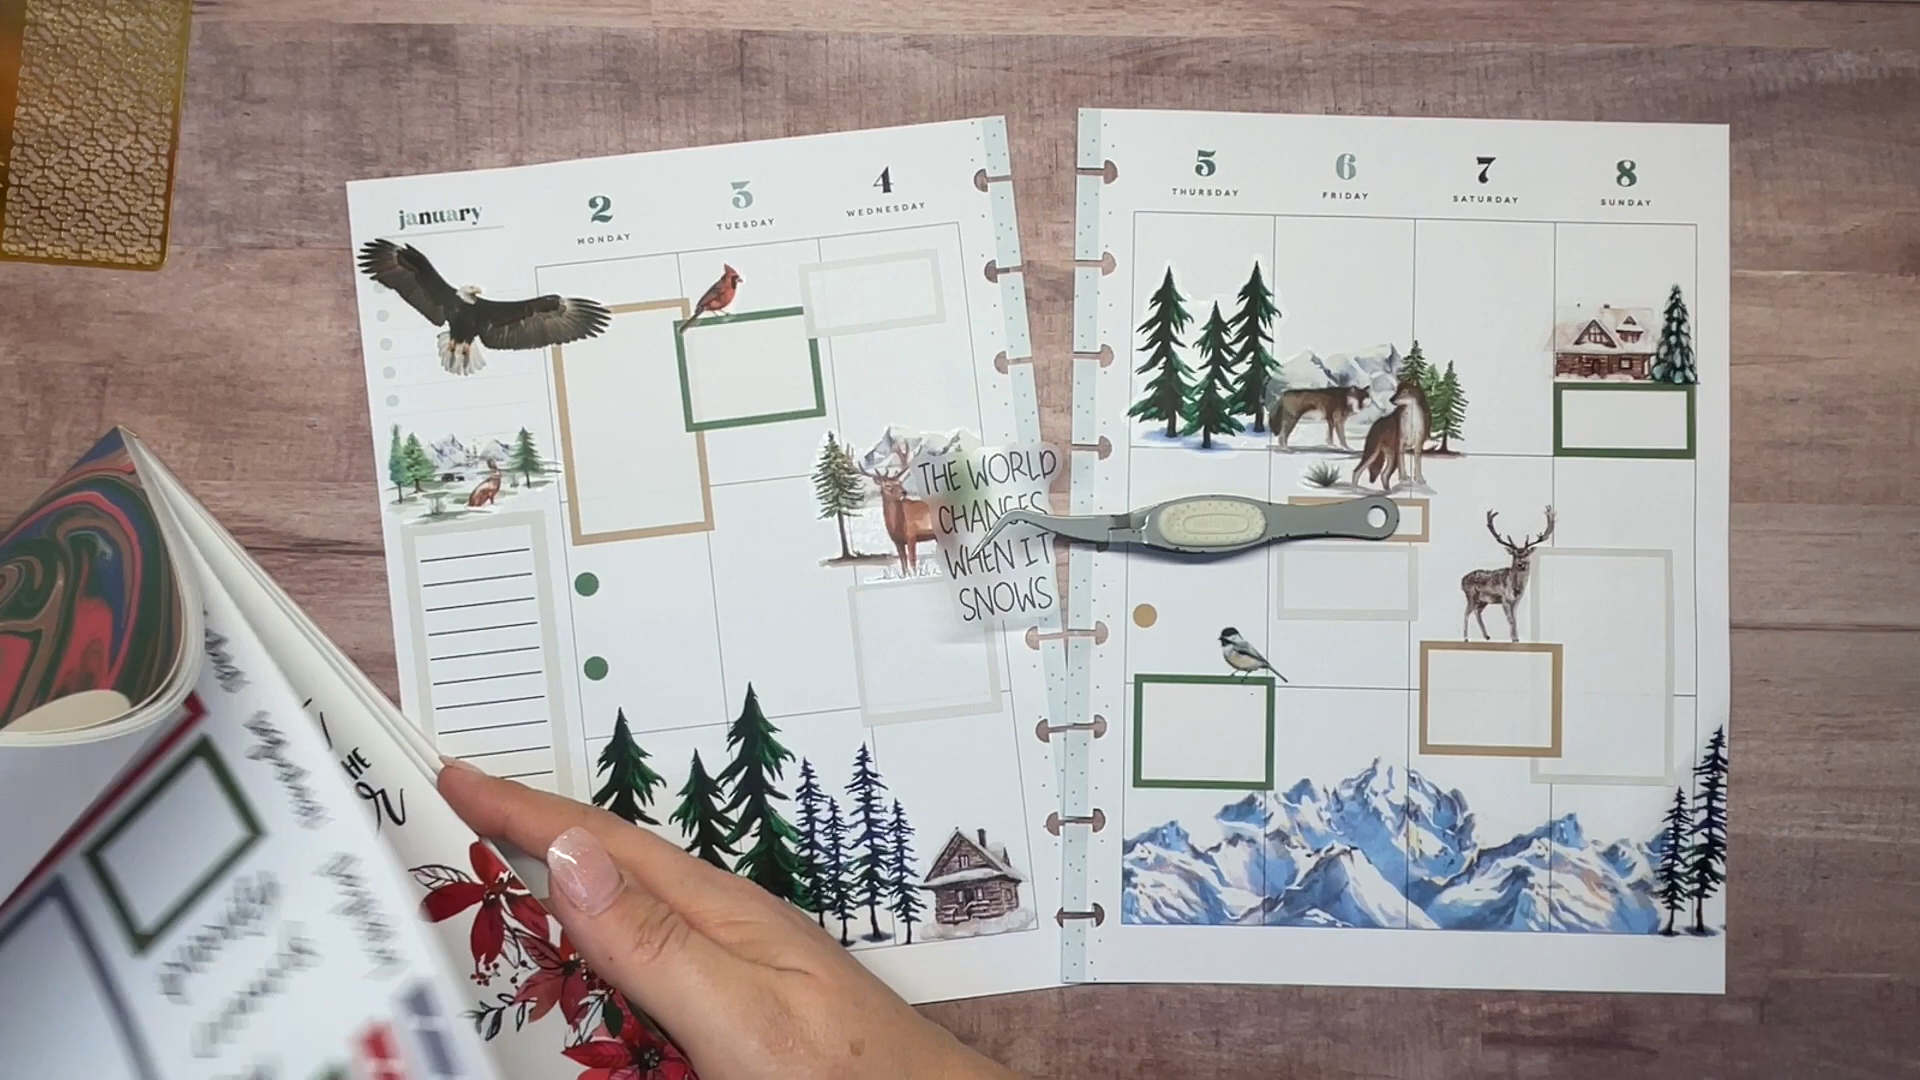 january
2
MONDAY
3
TUESDAY
4
WEDNESDAY
5
THURSDAY
6
FRIDAY
7
SATURDAY
8
SUNDAY
THE WORLD
CHANGES
WHEN IT
SNOWS
HE